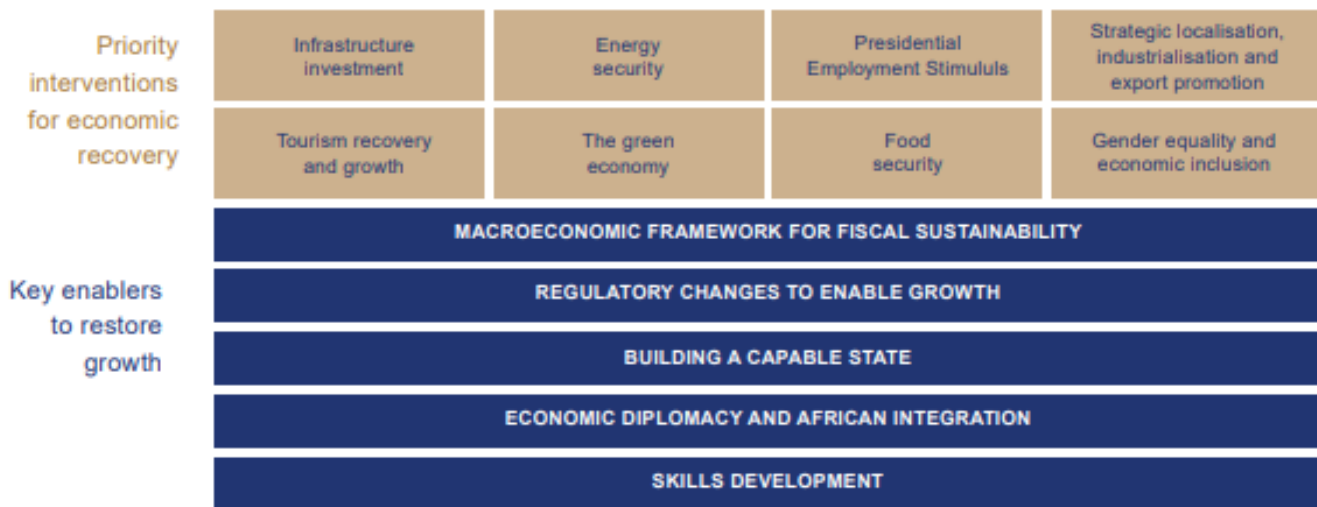 Priority
interventions
for economic
recovery
Infrastructure
investment
Energy
security
Presidential
Employment Stimululs
Strategic localisation,
industrialisation and
export promotion
Tourism recovery
and growth
The green
economy
Food
security
Gender equality and
economic inclusion
Key enablers
to restore
growth
MACROECONOMIC FRAMEWORK FOR FISCAL SUSTAINABILITY
REGULATORY CHANGES TO ENABLE GROWTH
BUILDING A CAPABLE STATE
ECONOMIC DIPLOMACY AND AFRICAN INTEGRATION
SKILLS DEVELOPMENT